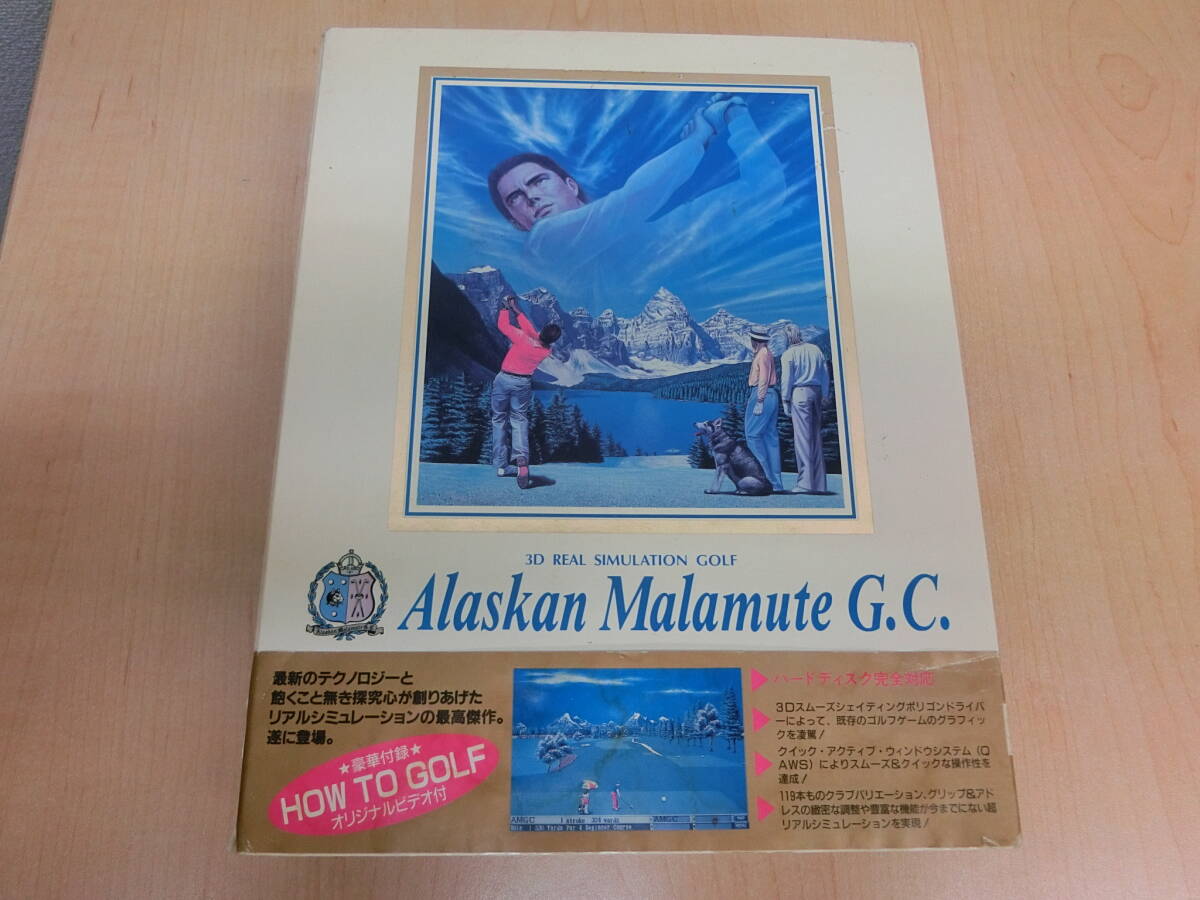 3D REAL SIMULATION GOLF
Alaskan Malamute G.C.
Alaskan Malamute G.C.
最新のテクノロジーと
飽くこと無き探究心が創りあげた
リアルシミュレーションの最高傑作。
遂に登場。
★豪華付録★
HOW TO GOLF
オリジナルビデオ付
AMGC 1 stroke AMGC
Yards Par 4 Beginner Course
▶ハードディスク完全対応
▶3Dスムーズシェイディングポリゴンドライバ
ーによって、既存のゴルフゲームのグラフィッ
クを凌駕!
▶クイック・アクティブ・ウィンドウシステム(Q
AWS)によりスムーズ&クイックな操作性を
達成!
▶119本ものクラブバリエーション、グリップ&アド
レスの緻密な調整や豊富な機能が今までにない超
リアルシミュレーションを実現!